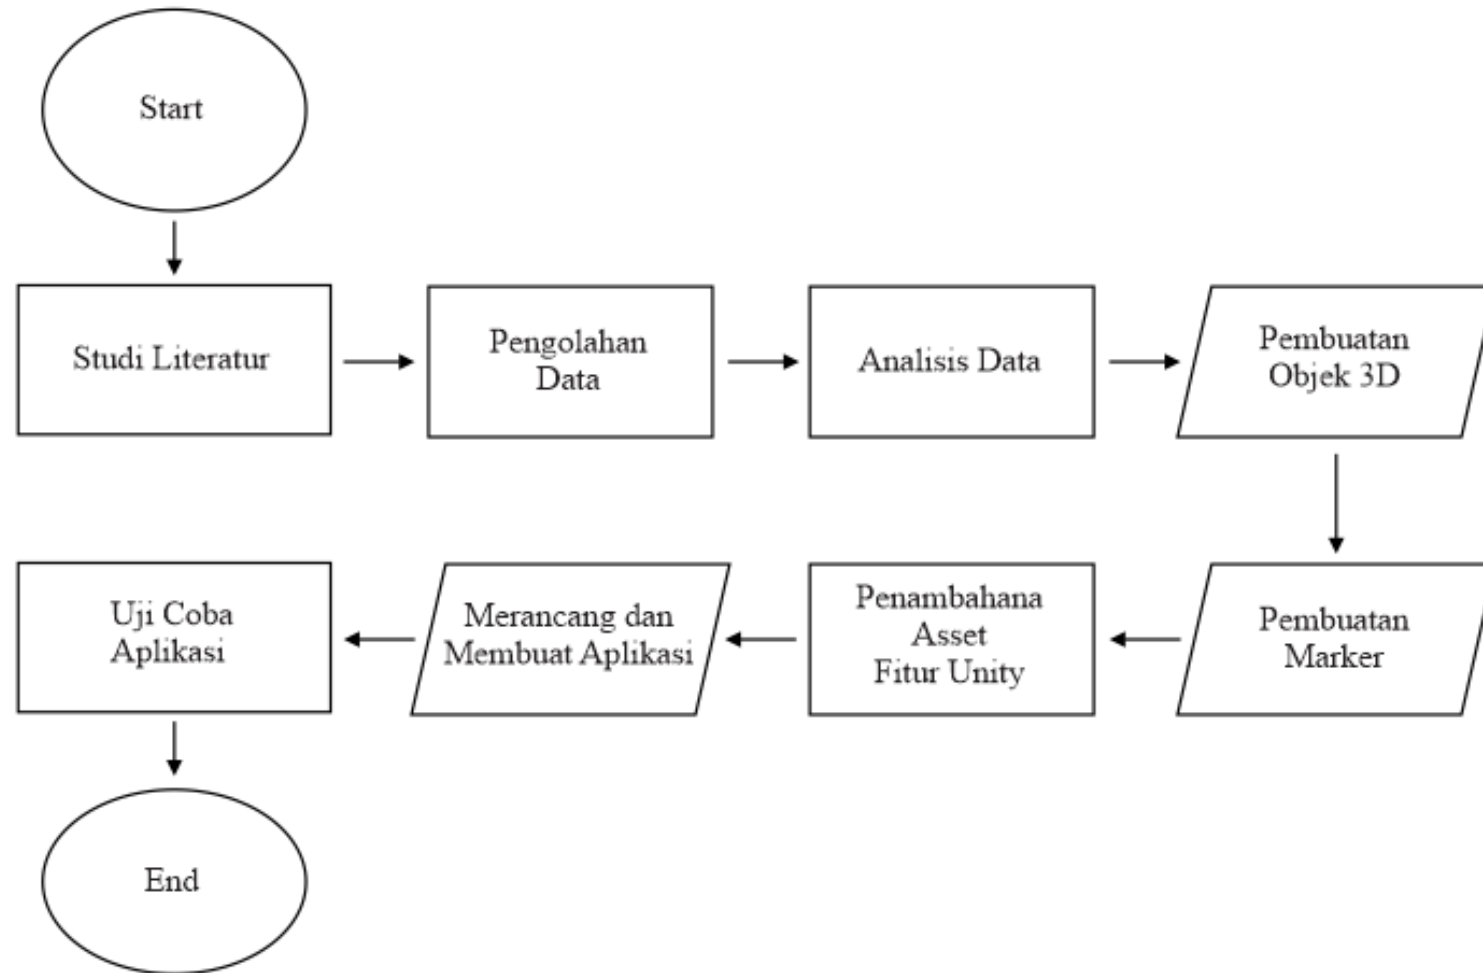 Start
Studi Literatur
Pengolahan
Data
Analisis Data
Pembuatan
Objek 3D
Pembuatan
Marker
Penambahana
Asset
Fitur Unity
Merancang dan
Membuat Aplikasi
Uji Coba
Aplikasi
End